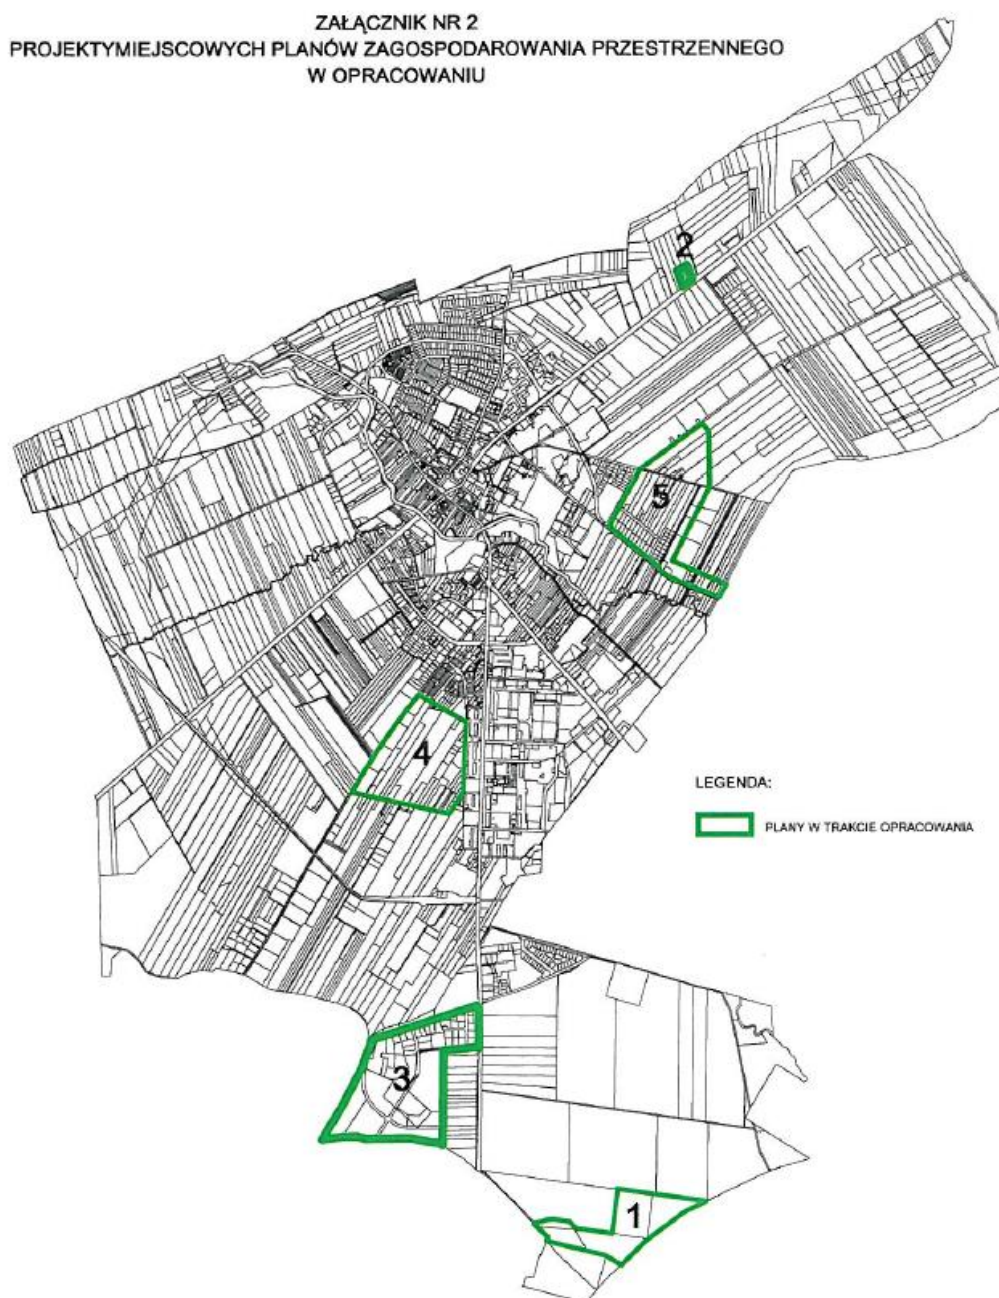 ZAŁĄCZNIK NR 2
PROJEKTYMIEJSCOWYCH PLANÓW ZAGOSPODAROWANIA PRZESTRZENNEGO
W OPRACOWANIU
2
5
4
LEGENDA:
PLANY W TRAKCIE OPRACOWANIA
3
1